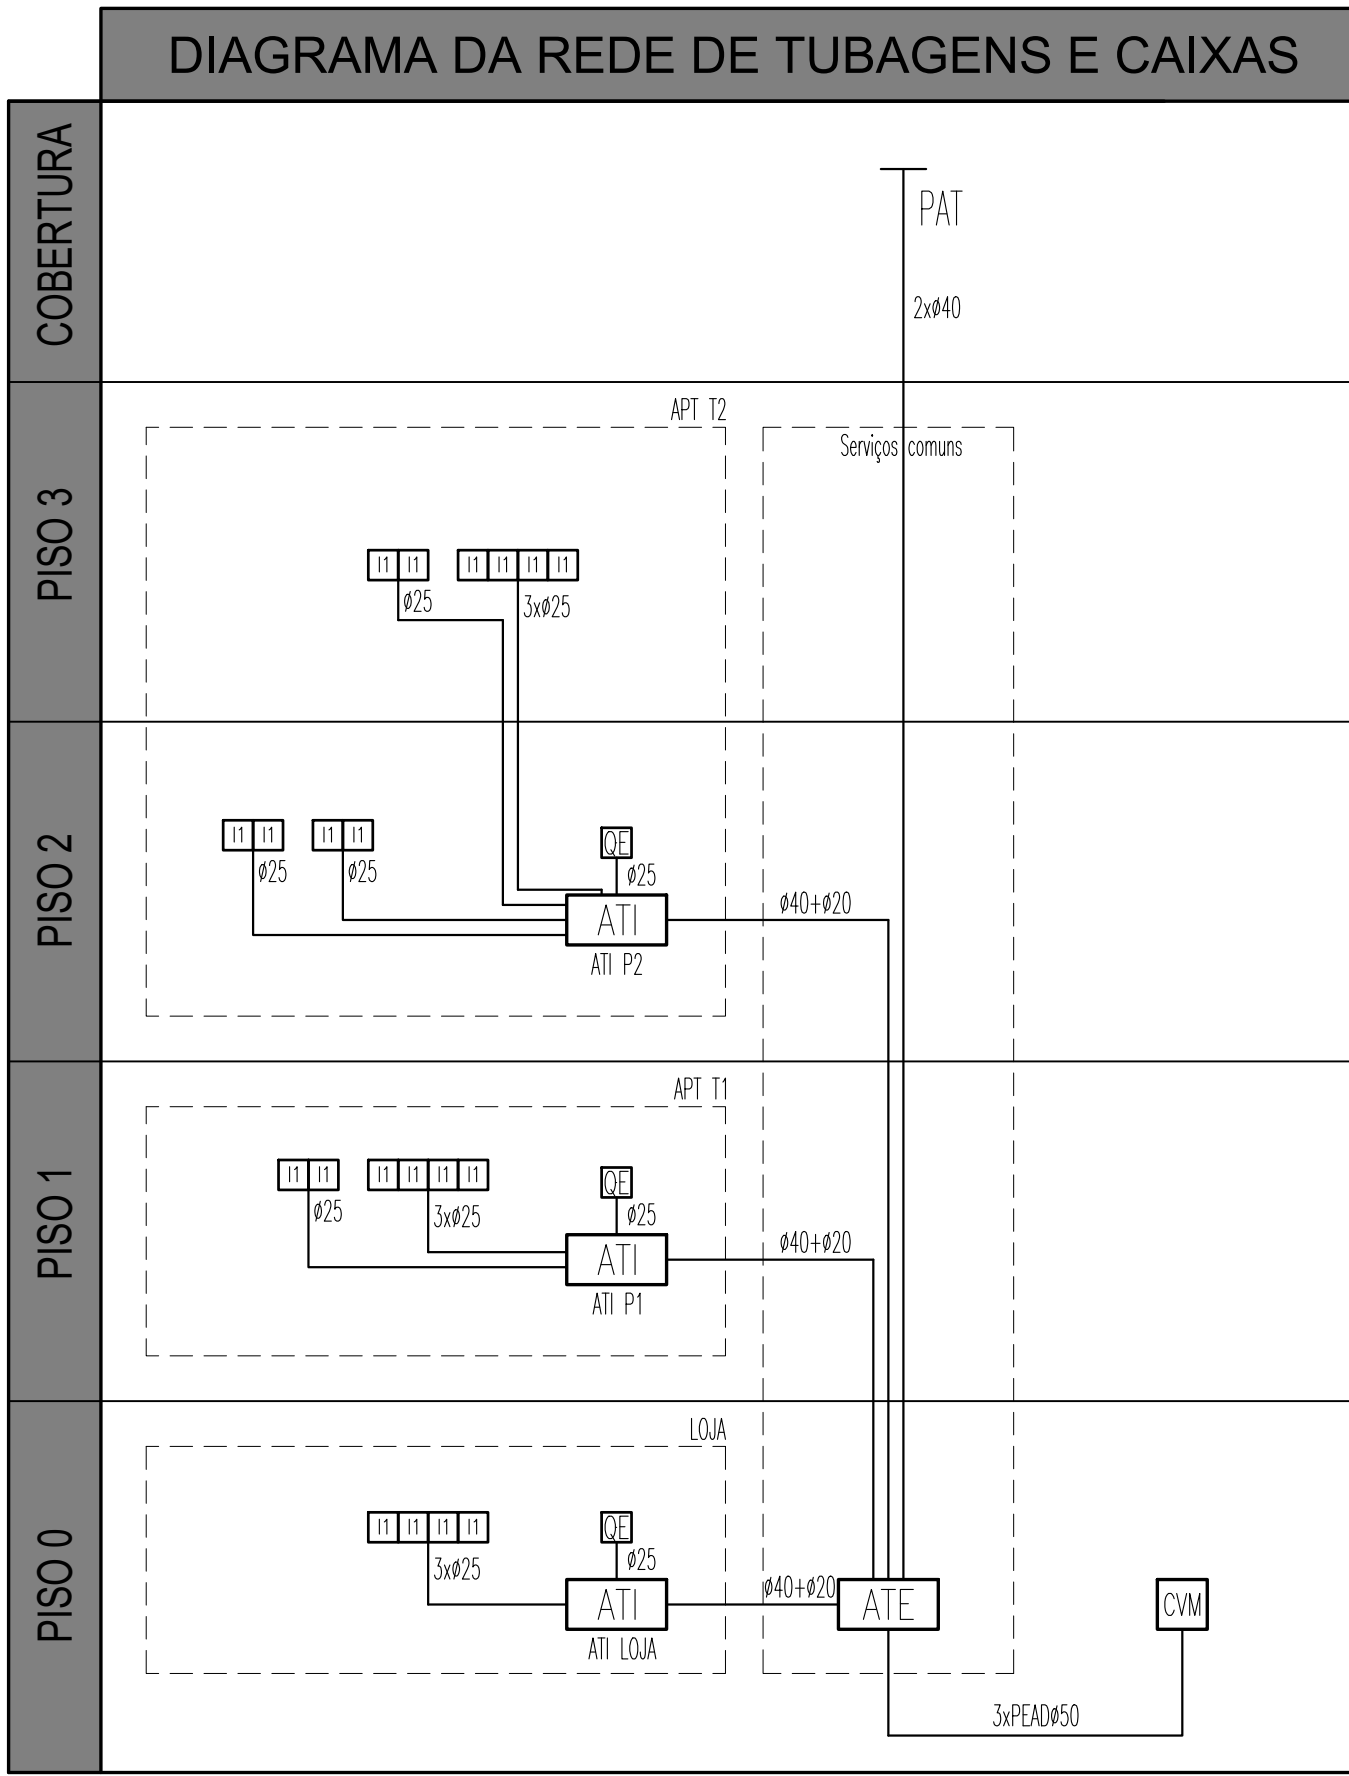 DIAGRAMA DA REDE DE TUBAGENS E CAIXAS
COBERTURA
PAT
2xø40
PISO 3
APT T2
Serviços comuns
I1 I1 I1 I1 I1 I1
ø25 3xø25
PISO 2
I1 I1 I1 I1 QE
ø25 ø25 ø25
ATI ø40+ø20
ATI P2
PISO 1
APT T1
I1 I1 I1 I1 I1 I1 QE
ø25 3xø25 ø25
ATI ø40+ø20
ATI P1
PISO 0
LOJA
I1 I1 I1 I1 QE
3xø25 ø25
ATI ø40+ø20 ATE CVM
ATI LOJA
3xPEADø50